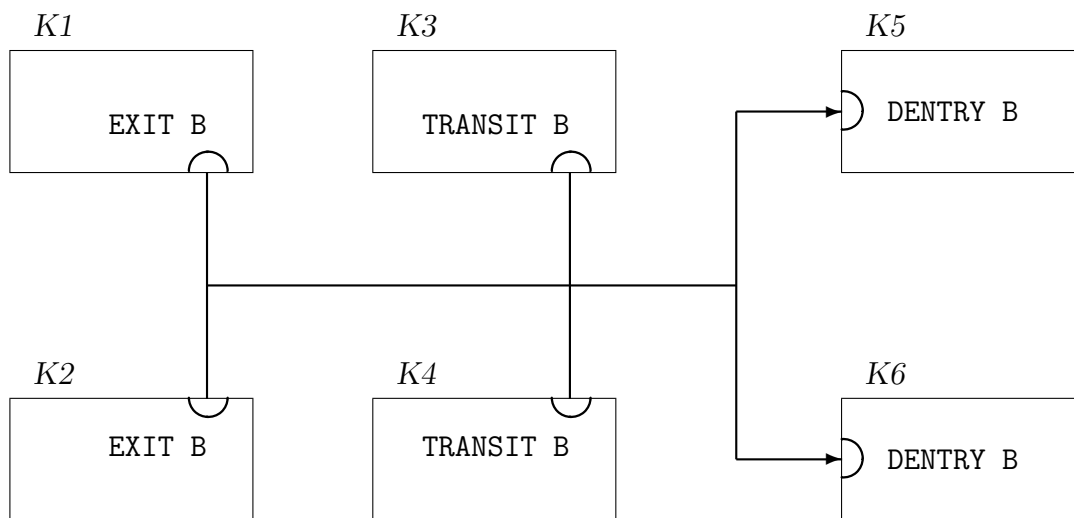 K1
EXIT B
K3
TRANSIT B
K5
DENTRY B
K2
EXIT B
K4
TRANSIT B
K6
DENTRY B